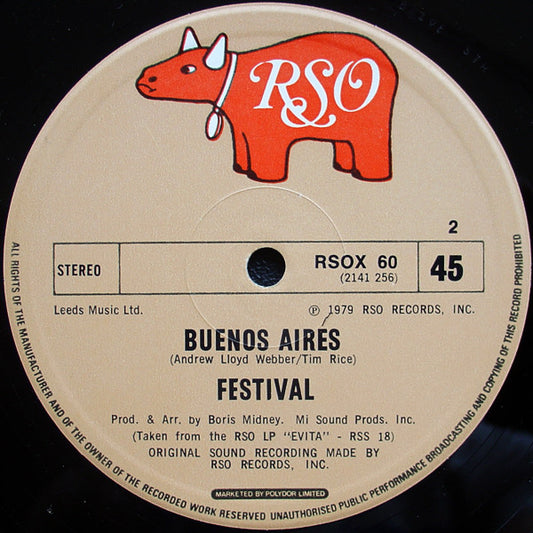 RSO
2
STEREO
RSOX 60
(2141 256)
45
Leeds Music Ltd.
℗ 1979 RSO RECORDS, INC.
BUENOS AIRES
(Andrew Lloyd Webber/Tim Rice)
FESTIVAL
Prod. & Arr. by Boris Midney. Mi Sound Prods. Inc.
(Taken from the RSO LP "EVITA" - RSS 18)
ORIGINAL SOUND RECORDING MADE BY
RSO RECORDS, INC.
MARKETED BY POLYDOR LIMITED
ALL RIGHTS OF THE MANUFACTURER AND OF THE OWNER OF THE RECORDED WORK RESERVED UNAUTHORISED PUBLIC PERFORMANCE BROADCASTING AND COPYING OF THIS RECORD PROHIBITED